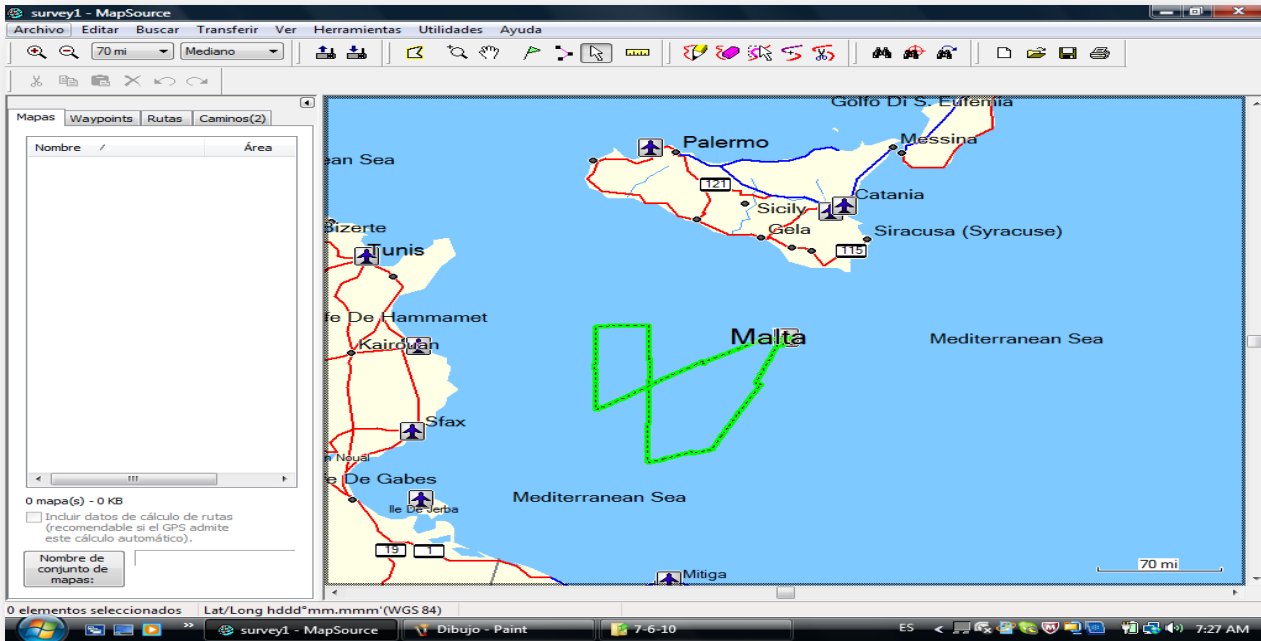 survey1 - MapSource
Archivo Editar Buscar Transferir Ver Herramientas Utilidades Ayuda
70 mi Mediano
Mapas Waypoints Rutas Caminos(2)
Nombre Área
0 mapa(s) - 0 KB
Incluir datos de cálculo de rutas
(recomendable si el GPS admite
este cálculo automático).
Nombre de
conjunto de
mapas:
Golfo Di S. Eufemia
Messina
Palermo
ean Sea
121
Catania
Sicily
Gela
Siracusa (Syracuse)
115
Bizerte
Tunis
fe De Hammamet
Kairouan
Malta
Mediterranean Sea
Sfax
Noual
e De Gabes
Mediterranean Sea
Ile De Jerba
19 1
Mitiga
70 mi
0 elementos seleccionados Lat/Long hddd°mm.mmm'(WGS 84)
survey1 - MapSource Dibujo - Paint 7-6-10 ES 7:27 AM